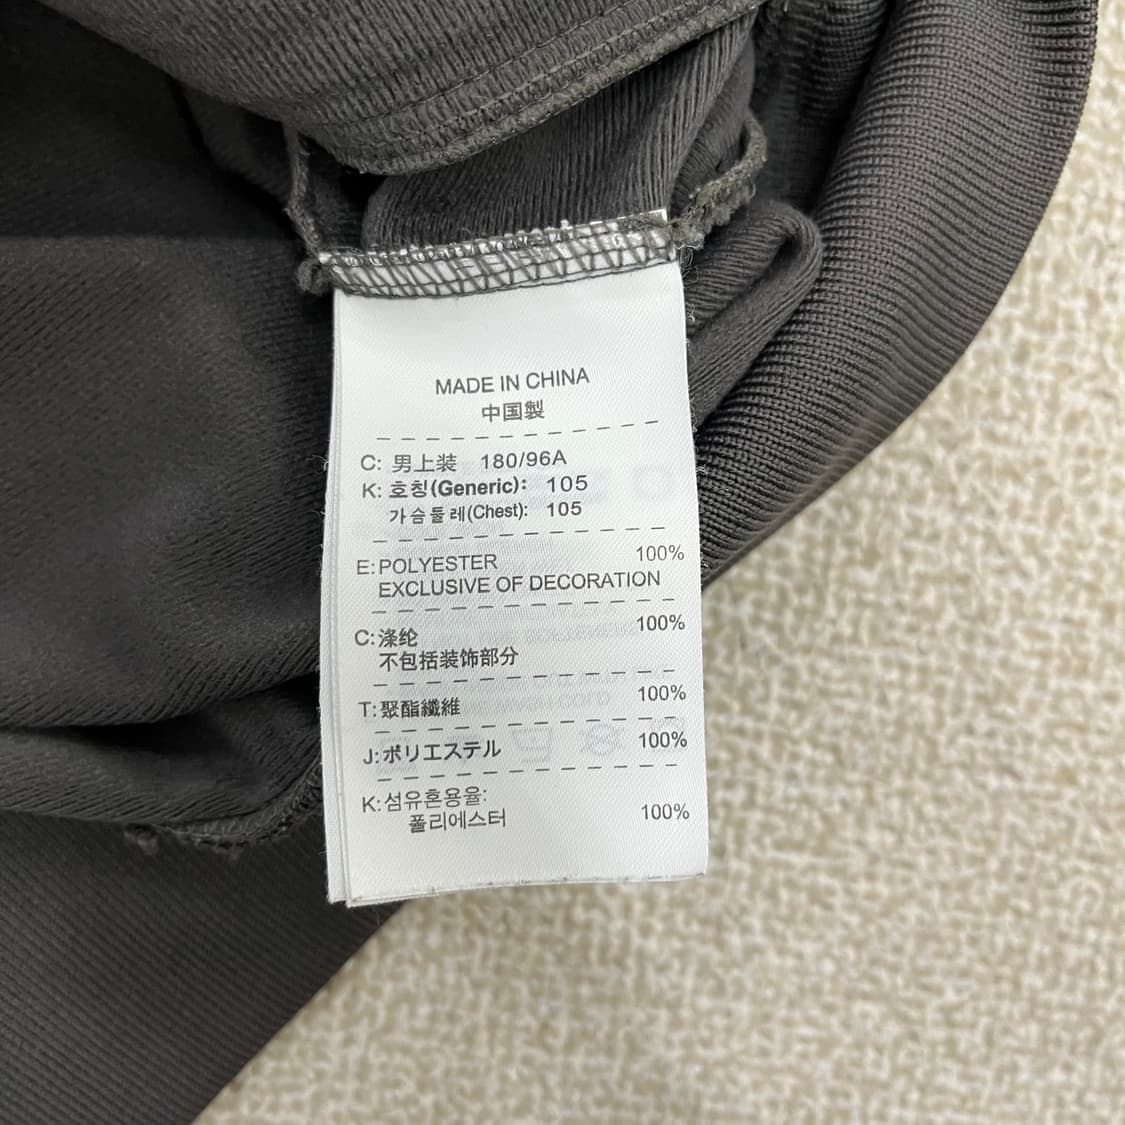 MADE IN CHINA
中国製
C: 男上装 180/96A
K: 호칭(Generic): 105
가슴둘레(Chest): 105
E:POLYESTER 100%
EXCLUSIVE OF DECORATION
C:涤纶 100%
不包括装饰部分
T:聚酯纖維 100%
J:ポリエステル 100%
K:섬유혼용율:
폴리에스터 100%